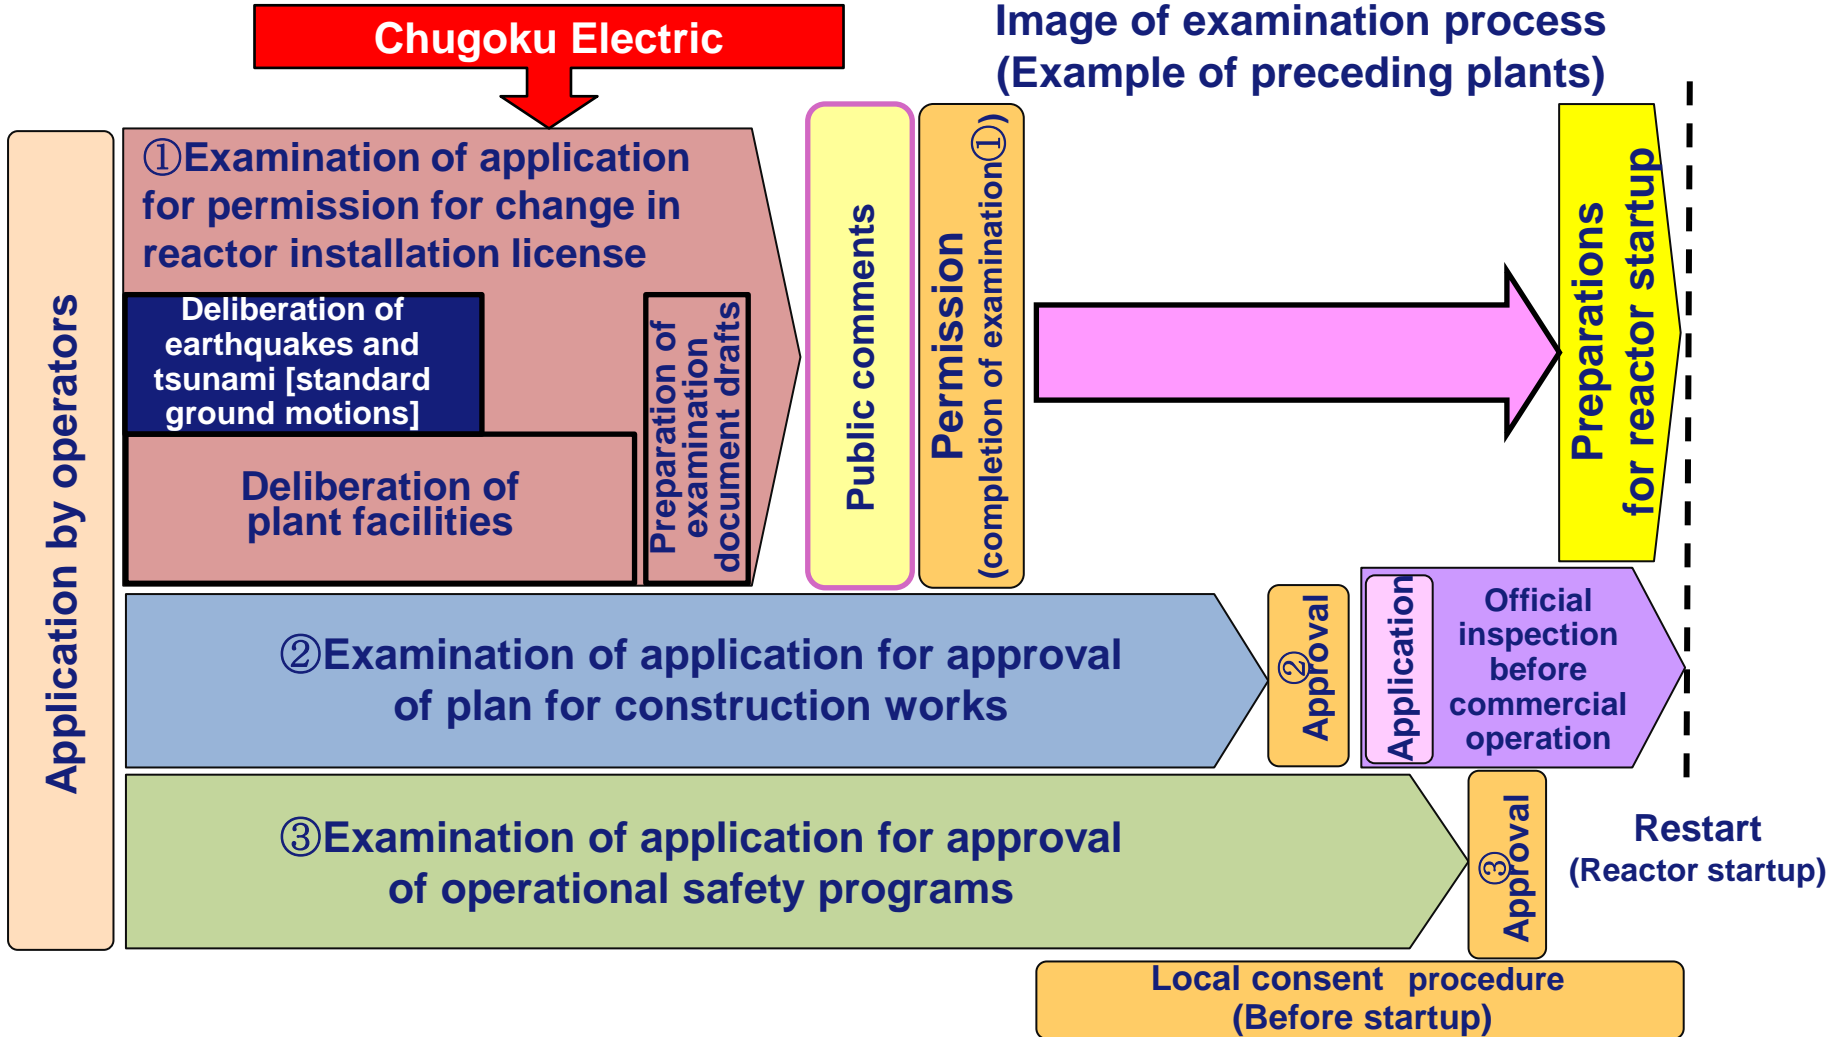 Chugoku Electric
Image of examination process
(Example of preceding plants)
Application by operators
①Examination of application
for permission for change in
reactor installation license
Deliberation of
earthquakes and
tsunami [standard
ground motions]
Deliberation of
plant facilities
Preparation of
examination
document drafts
Public comments
Permission
(completion of examination①)
Preparations
for reactor startup
②Examination of application for approval
of plan for construction works
②
Approval
Application
Official
inspection
before
commercial
operation
③Examination of application for approval
of operational safety programs
③
Approval
Restart
(Reactor startup)
Local consent procedure
(Before startup)